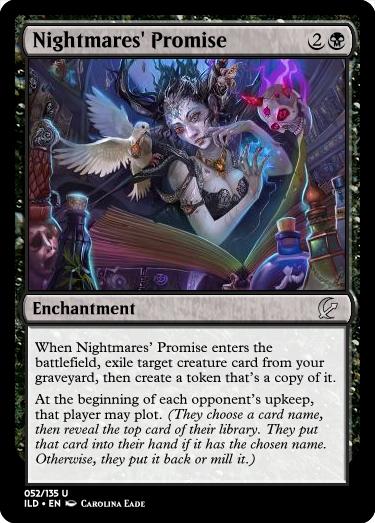 Nightmares' Promise 2
Enchantment
When Nightmares' Promise enters the
battlefield, exile target creature card from your
graveyard, then create a token that's a copy of it.
At the beginning of each opponent's upkeep,
that player may plot. (They choose a card name,
then reveal the top card of their library. They put
that card into their hand if it has the chosen name.
Otherwise, they put it back or mill it.)
052/135 U
ILD • EN Carolina Eade